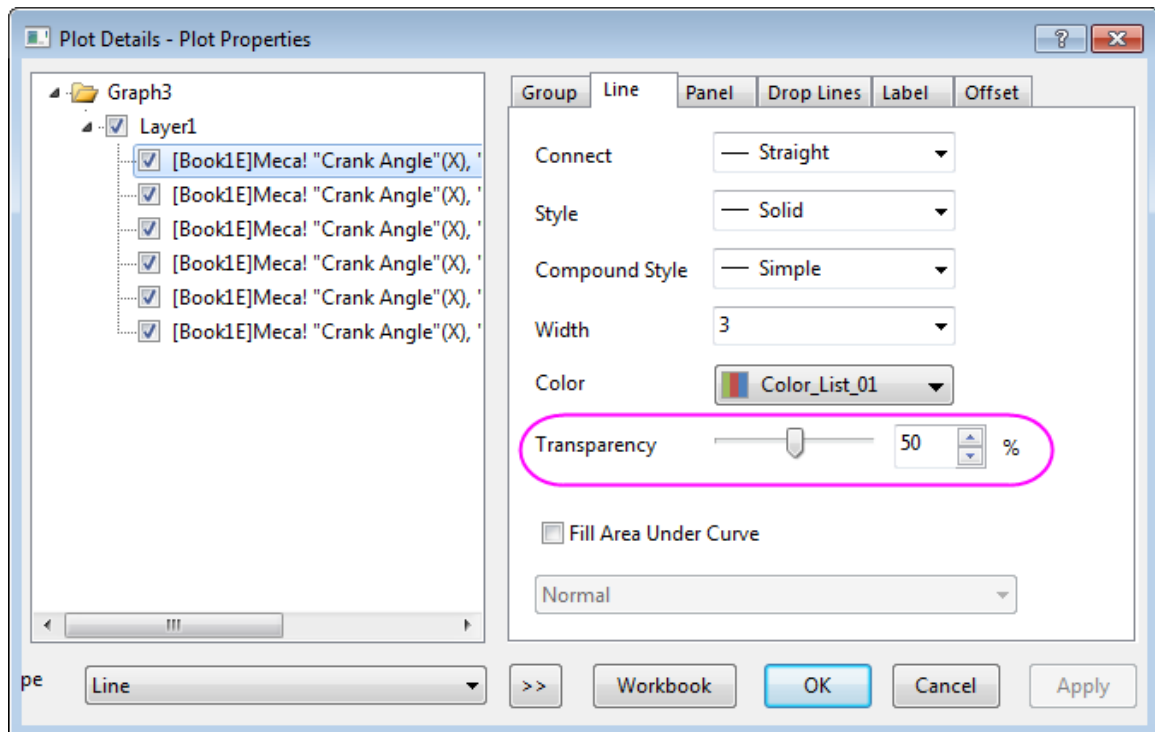 Plot Details - Plot Properties
Graph3
Layer1
[Book1E]Meca! "Crank Angle"(X), '
[Book1E]Meca! "Crank Angle"(X), '
[Book1E]Meca! "Crank Angle"(X), '
[Book1E]Meca! "Crank Angle"(X), '
[Book1E]Meca! "Crank Angle"(X), '
[Book1E]Meca! "Crank Angle"(X), '
Group Line Panel Drop Lines Label Offset
Connect Straight
Style Solid
Compound Style Simple
Width 3
Color Color_List_01
Transparency 50 %
Fill Area Under Curve
Normal
pe Line >> Workbook OK Cancel Apply